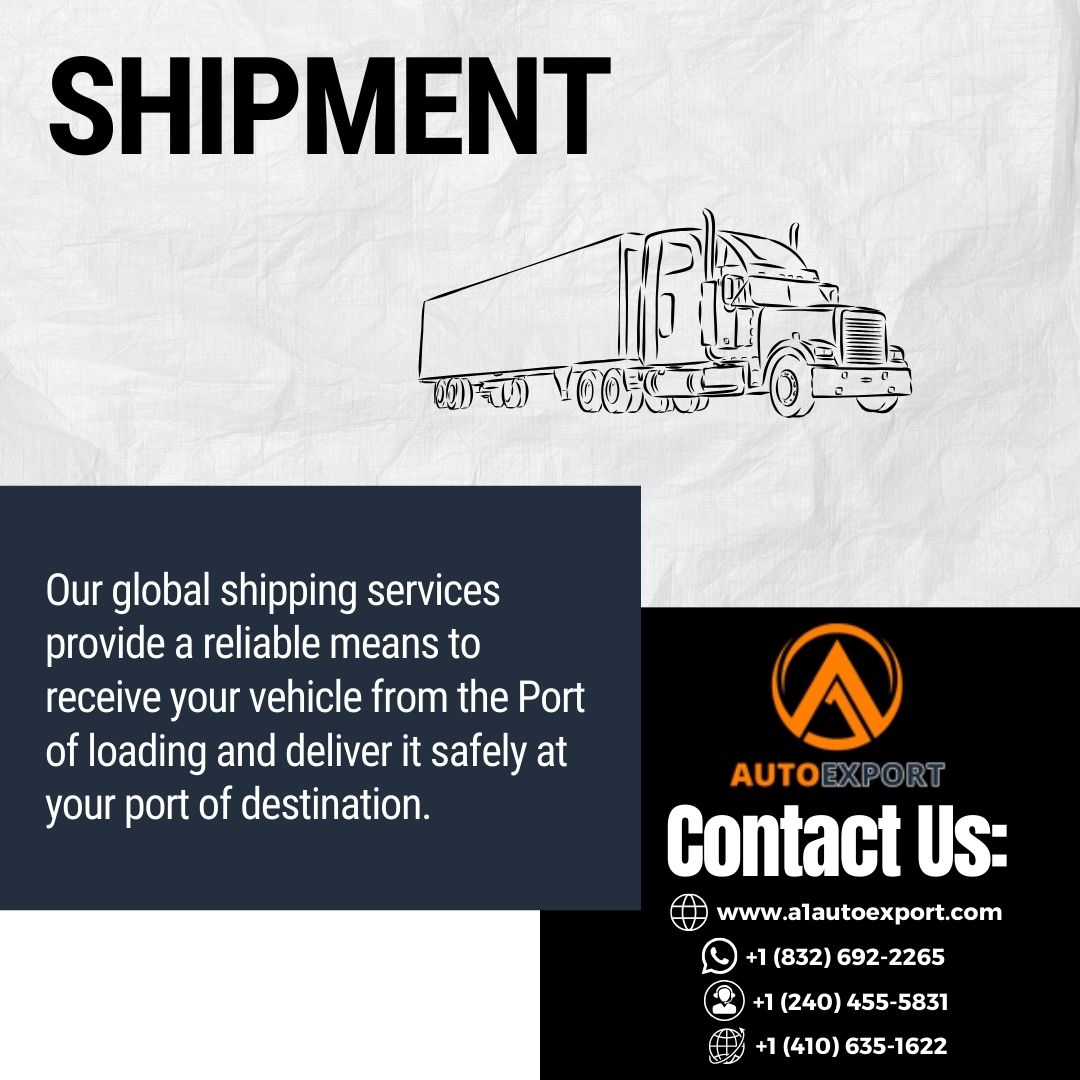 SHIPMENT
Our global shipping services
provide a reliable means to
receive your vehicle from the Port
of loading and deliver it safely at
your port of destination.
AUTOEXPORT
Contact Us:
www.a1autoexport.com
+1 (832) 692-2265
+1 (240) 455-5831
+1 (410) 635-1622